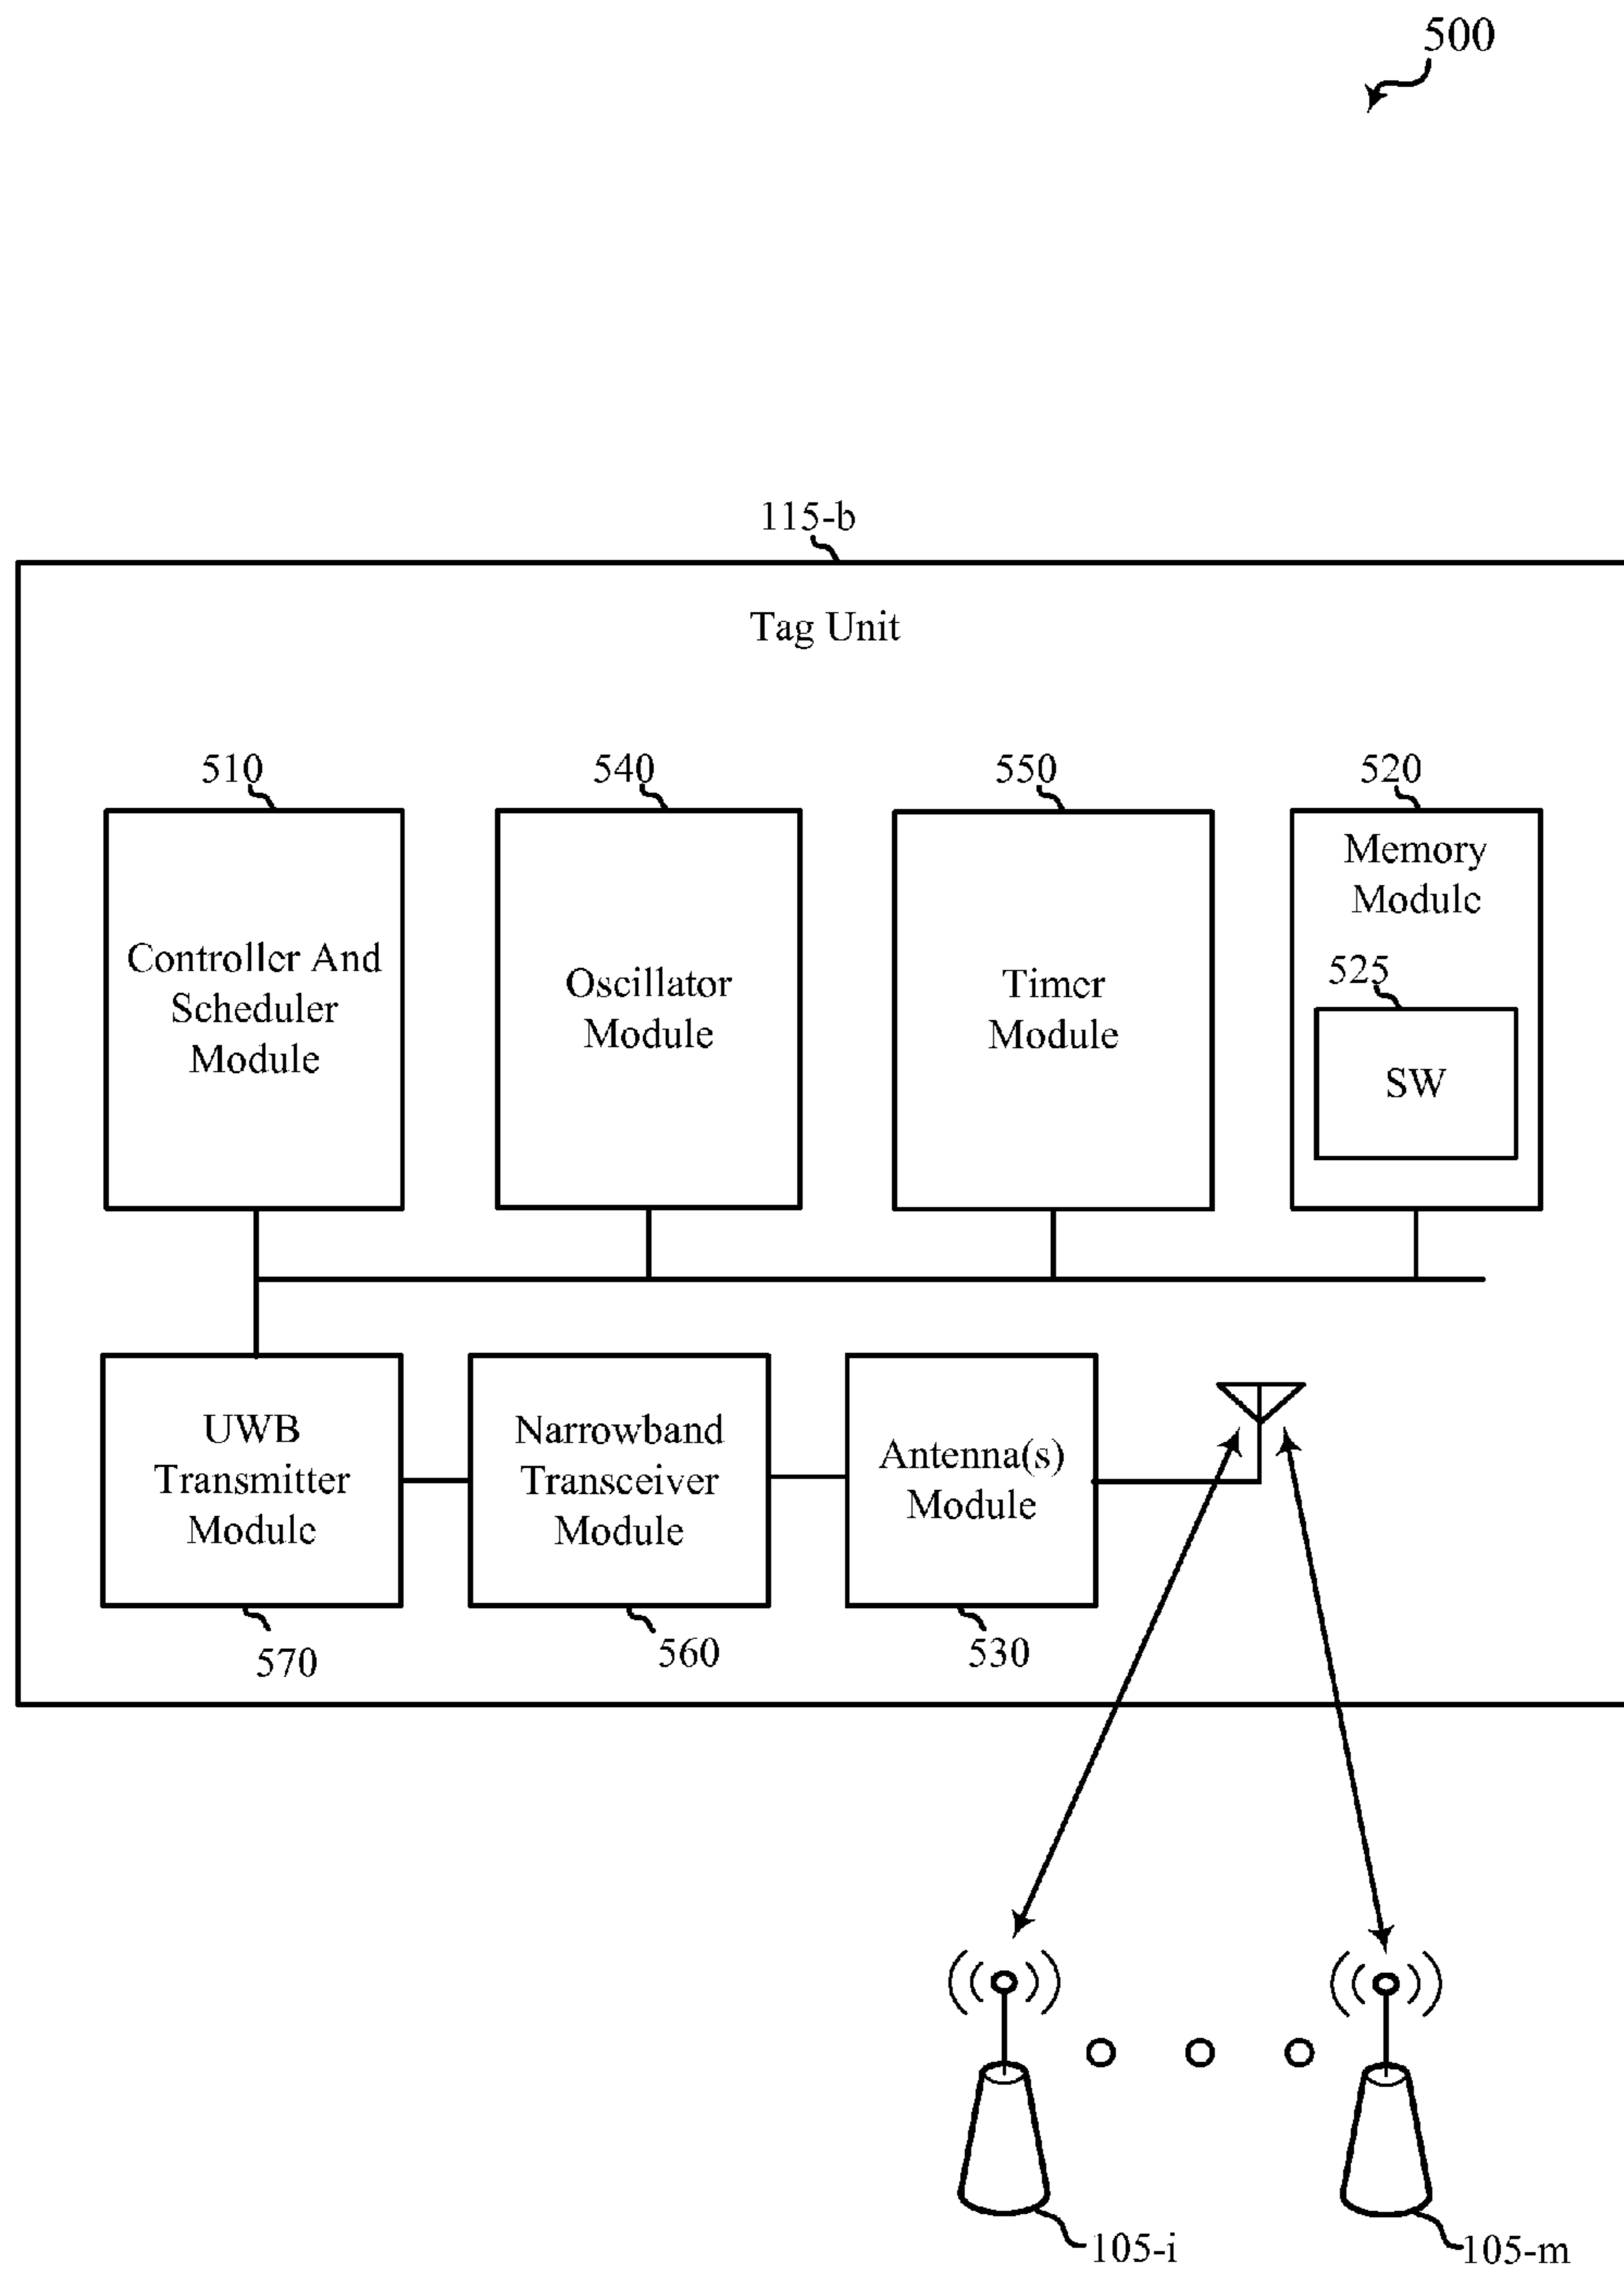 500
115-b
Tag Unit
510
540
550
520
Controller And
Scheduler
Module
Oscillator
Module
Timer
Module
Memory
Module
525
SW
UWB
Transmitter
Module
Narrowband
Transceiver
Module
Antenna(s)
Module
570
560
530
105-i
105-m